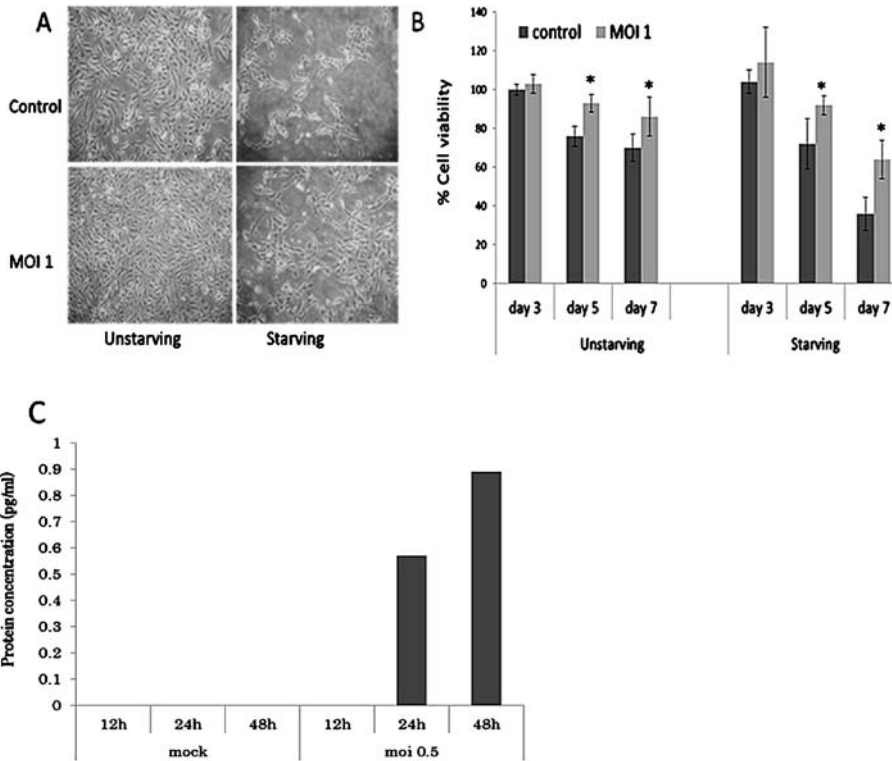 A
Control
MOI 1
Unstarving Starving
B
% Cell viability
140
120
100
80
60
40
20
0
control MOI 1
* * * *
day 3 day 5 day 7 day 3 day 5 day 7
Unstarving Starving
C
Protein concentration (pg/ml)
1
0.9
0.8
0.7
0.6
0.5
0.4
0.3
0.2
0.1
0
12h 24h 48h 12h 24h 48h
mock moi 0.5